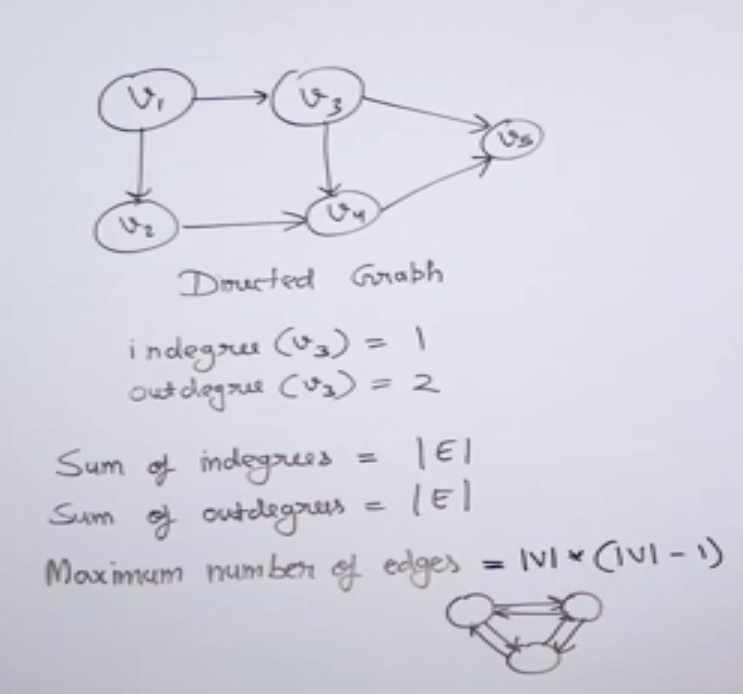 v₁ v₃ v₅
v₂ v₄
Directed Graph
indegree (v₃) = 1
outdegree (v₃) = 2
Sum of indegrees = |E|
Sum of outdegrees = |E|
Maximum number of edges = |V| * (|V| - 1)